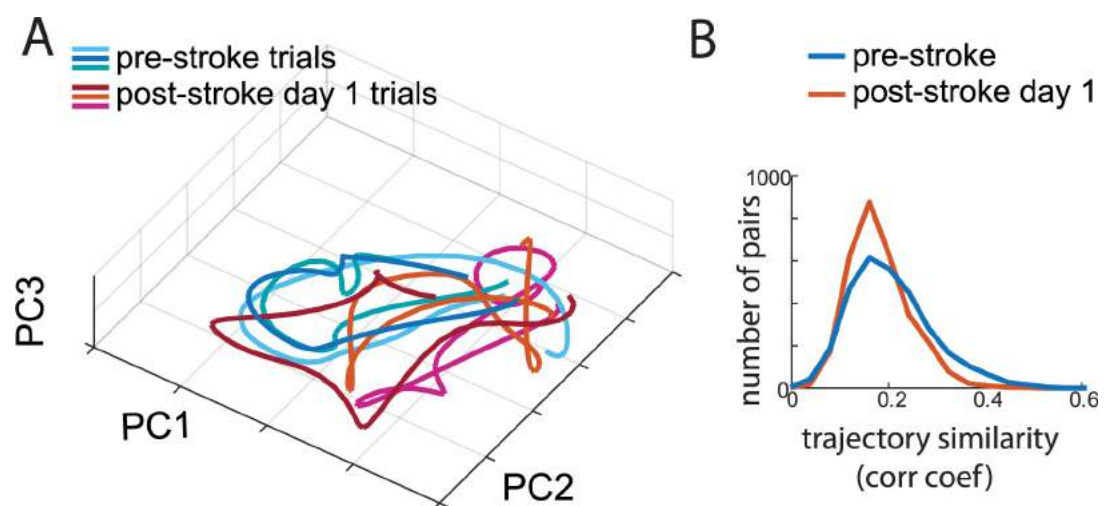 A
pre-stroke trials
post-stroke day 1 trials
PC3
PC1
PC2
B
pre-stroke
post-stroke day 1
1000
number of pairs
0
0
0.2
0.4
0.6
trajectory similarity
(corr coef)